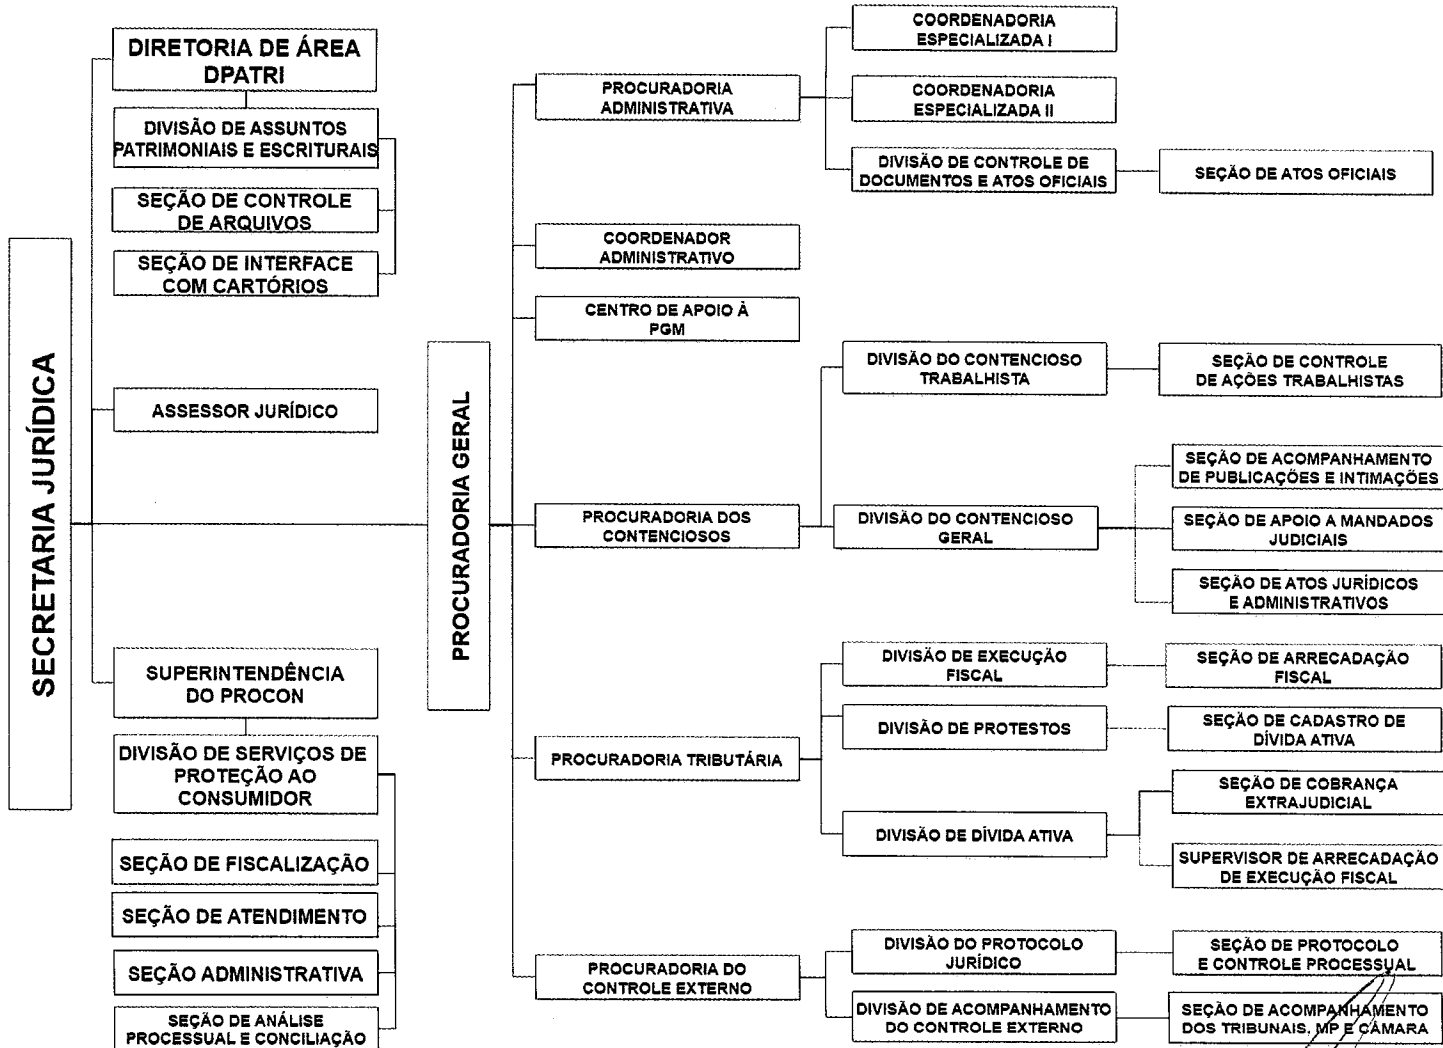 SECRETARIA JURÍDICA
DIRETORIA DE ÁREA
DPATRI
DIVISÃO DE ASSUNTOS
PATRIMONIAIS E ESCRITURAIS
SEÇÃO DE CONTROLE
DE ARQUIVOS
SEÇÃO DE INTERFACE
COM CARTÓRIOS
ASSESSOR JURÍDICO
SUPERINTENDÊNCIA
DO PROCON
DIVISÃO DE SERVIÇOS DE
PROTEÇÃO AO
CONSUMIDOR
SEÇÃO DE FISCALIZAÇÃO
SEÇÃO DE ATENDIMENTO
SEÇÃO ADMINISTRATIVA
SEÇÃO DE ANÁLISE
PROCESSUAL E CONCILIAÇÃO
PROCURADORIA GERAL
PROCURADORIA
ADMINISTRATIVA
COORDENADORIA
ESPECIALIZADA I
COORDENADORIA
ESPECIALIZADA II
DIVISÃO DE CONTROLE DE
DOCUMENTOS E ATOS OFICIAIS
SEÇÃO DE ATOS OFICIAIS
COORDENADOR
ADMINISTRATIVO
CENTRO DE APOIO À
PGM
PROCURADORIA DOS
CONTENCIOSOS
DIVISÃO DO CONTENCIOSO
TRABALHISTA
SEÇÃO DE CONTROLE
DE AÇÕES TRABALHISTAS
DIVISÃO DO CONTENCIOSO
GERAL
SEÇÃO DE ACOMPANHAMENTO
DE PUBLICAÇÕES E INTIMAÇÕES
SEÇÃO DE APOIO A MANDADOS
JUDICIAIS
SEÇÃO DE ATOS JURÍDICOS
E ADMINISTRATIVOS
PROCURADORIA TRIBUTÁRIA
DIVISÃO DE EXECUÇÃO
FISCAL
SEÇÃO DE ARRECADAÇÃO
FISCAL
DIVISÃO DE PROTESTOS
SEÇÃO DE CADASTRO DE
DÍVIDA ATIVA
DIVISÃO DE DÍVIDA ATIVA
SEÇÃO DE COBRANÇA
EXTRAJUDICIAL
SUPERVISOR DE ARRECADAÇÃO
DE EXECUÇÃO FISCAL
PROCURADORIA DO
CONTROLE EXTERNO
DIVISÃO DO PROTOCOLO
JURÍDICO
SEÇÃO DE PROTOCOLO
E CONTROLE PROCESSUAL
DIVISÃO DE ACOMPANHAMENTO
DO CONTROLE EXTERNO
SEÇÃO DE ACOMPANHAMENTO
DOS TRIBUNAIS, MP E CÂMARA